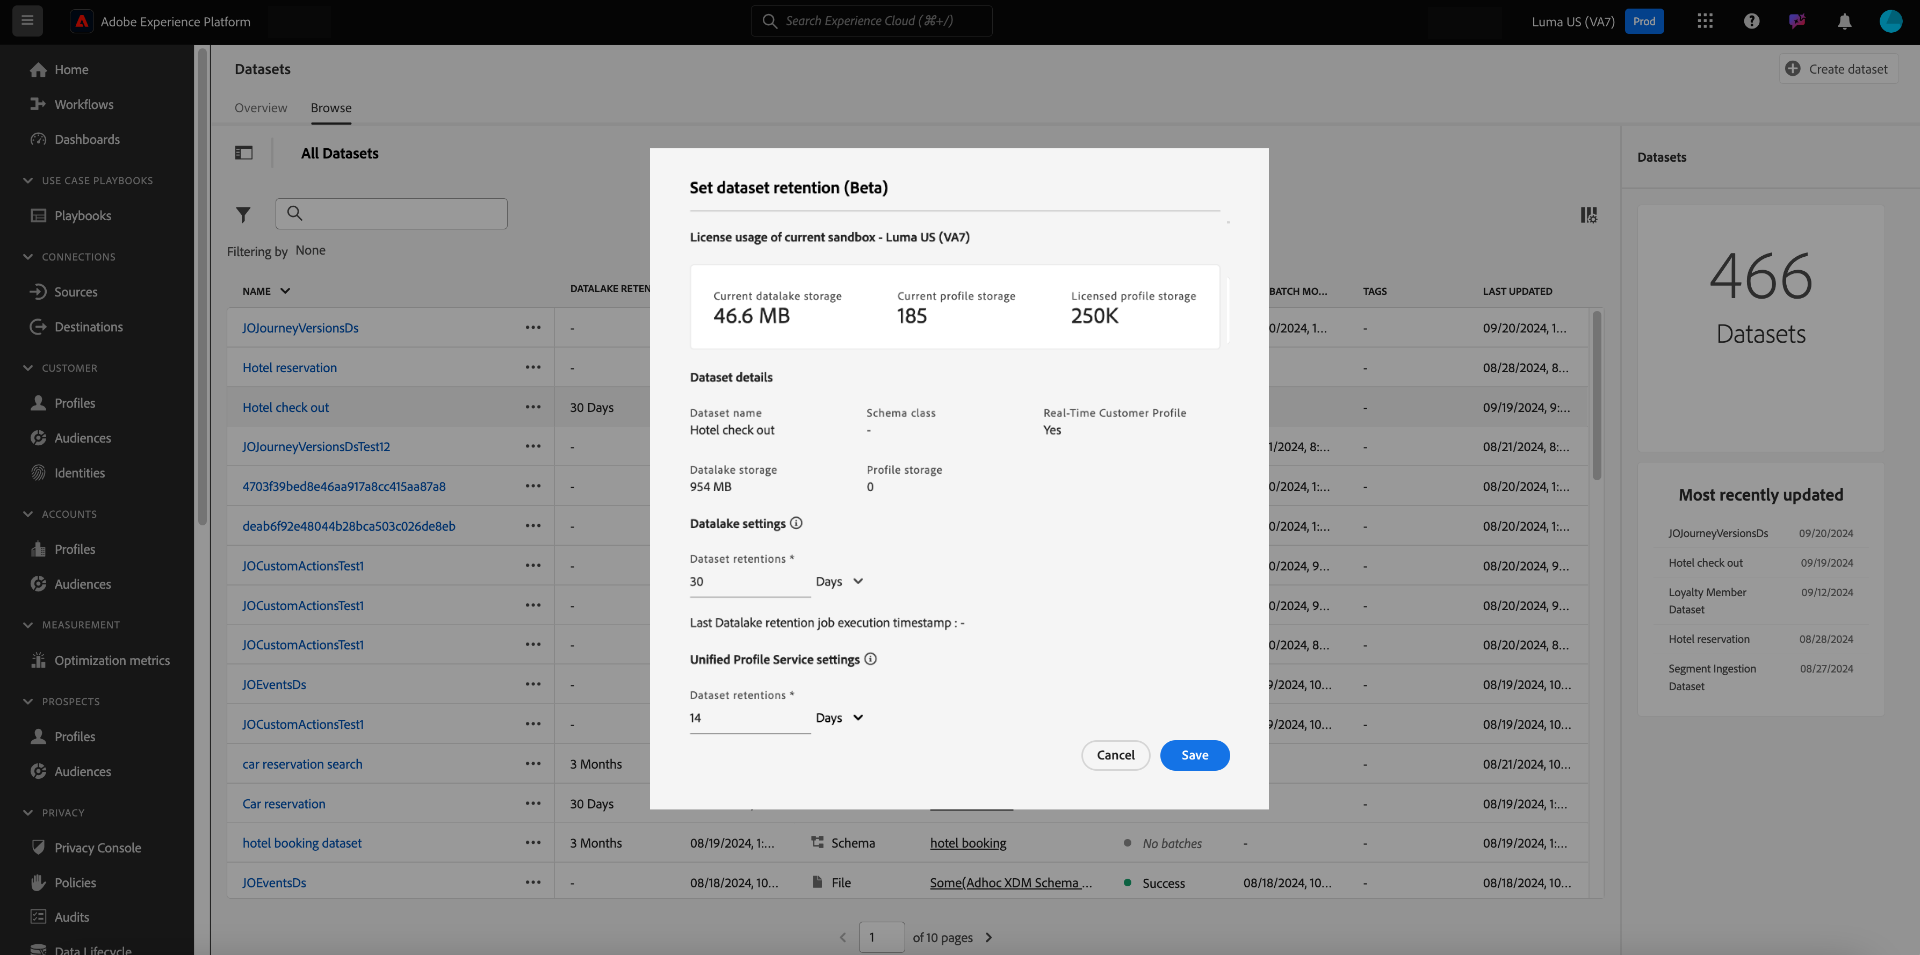 Adobe Experience Platform
Search Experience Cloud (⌘+/)
Luma US (VA7)
Prod
Home
Workflows
Dashboards
USE CASE PLAYBOOKS
Playbooks
CONNECTIONS
Sources
Destinations
CUSTOMER
Profiles
Audiences
Identities
ACCOUNTS
Profiles
Audiences
MEASUREMENT
Optimization metrics
PROSPECTS
Profiles
Audiences
PRIVACY
Privacy Console
Policies
Audits
Data Lifecycle
Datasets
Create dataset
Overview Browse
All Datasets
Filtering by None
NAME DATALAKE RETEN BATCH MO... TAGS LAST UPDATED
JOJourneyVersionsDs ••• - 0/2024, 1:... - 09/20/2024, 1...
Hotel reservation ••• - - 08/28/2024, 8...
Hotel check out ••• 30 Days - 09/19/2024, 9:...
JOJourneyVersionsDsTest12 ••• - 1/2024, 8:... - 08/21/2024, 8:...
4703f39bed8e46aa917a8cc415aa87a8 ••• - 0/2024, 1:... - 08/20/2024, 1:...
deab6f92e48044b28bca503c026de8eb ••• - 0/2024, 1:... - 08/20/2024, 1:...
JOCustomActionsTest1 ••• - 0/2024, 9... - 08/20/2024, 9...
JOCustomActionsTest1 ••• - 0/2024, 9... - 08/20/2024, 9...
JOCustomActionsTest1 ••• - 0/2024, 8... - 08/20/2024, 8...
JOEventsDs ••• - 9/2024, 10... - 08/19/2024, 10...
JOCustomActionsTest1 ••• - 9/2024, 10... - 08/19/2024, 10...
car reservation search ••• 3 Months - 08/21/2024, 10...
Car reservation ••• 30 Days - 08/19/2024, 1:...
hotel booking dataset ••• 3 Months 08/19/2024, 1:... Schema hotel booking No batches - - 08/19/2024, 1:...
JOEventsDs ••• - 08/18/2024, 10... File Some(Adhoc XDM Schema ... Success 08/18/2024, 10... - 08/18/2024, 10...
1 of 10 pages
Set dataset retention (Beta)
License usage of current sandbox - Luma US (VA7)
Current datalake storage Current profile storage Licensed profile storage
46.6 MB 185 250K
Dataset details
Dataset name Schema class Real-Time Customer Profile
Hotel check out - Yes
Datalake storage Profile storage
954 MB 0
Datalake settings
Dataset retentions *
30 Days
Last Datalake retention job execution timestamp : -
Unified Profile Service settings
Dataset retentions *
14 Days
Cancel Save
Datasets
466
Datasets
Most recently updated
JOJourneyVersionsDs 09/20/2024
Hotel check out 09/19/2024
Loyalty Member 09/12/2024
Dataset
Hotel reservation 08/28/2024
Segment Ingestion 08/27/2024
Dataset